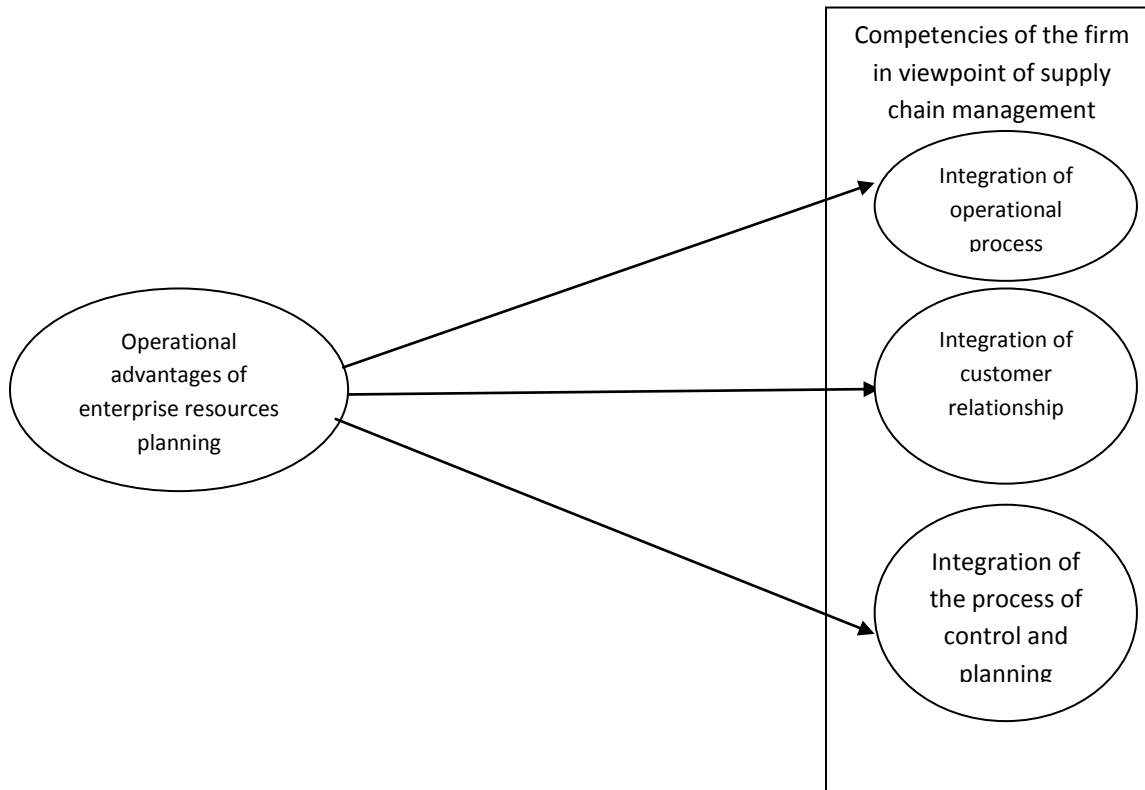 Competencies of the firm
in viewpoint of supply
chain management
Integration of
operational
process
Operational
advantages of
enterprise resources
planning
Integration of
customer
relationship
Integration of
the process of
control and
planning